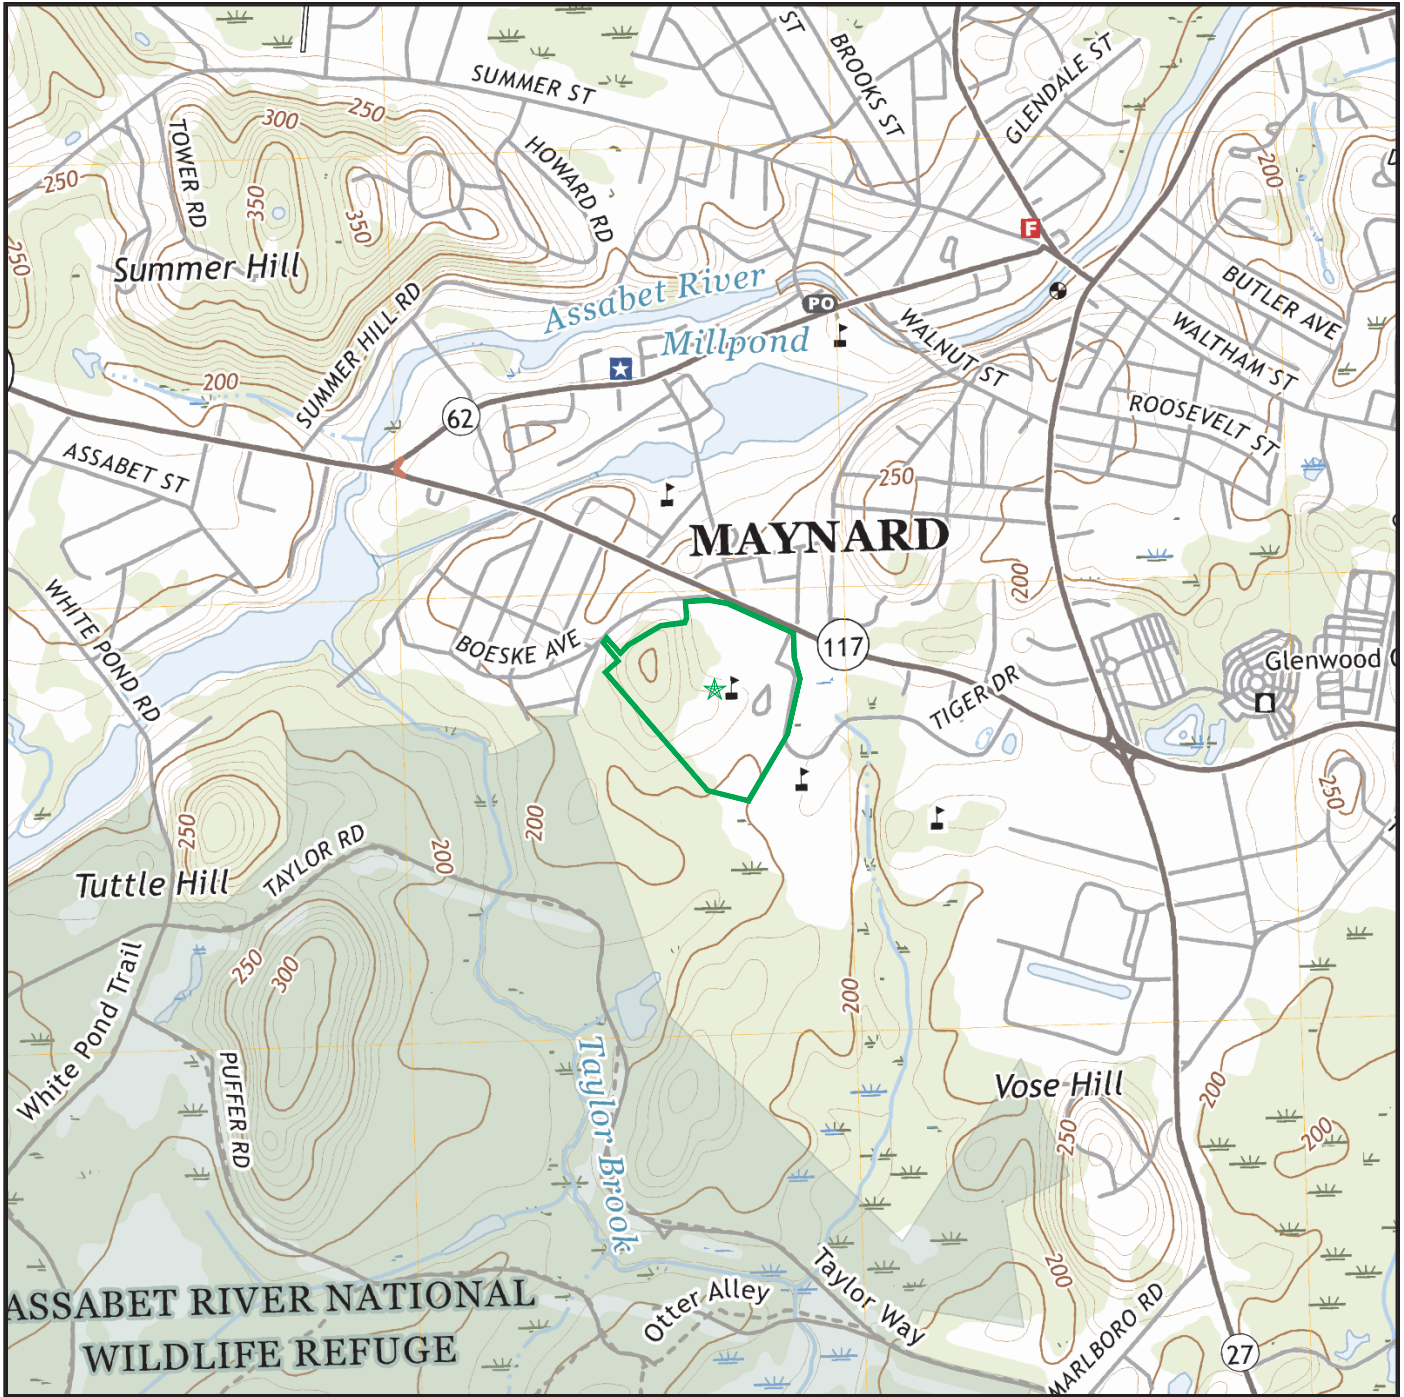 ST
BROOKS ST
GLENDALE ST
SUMMER ST
300
250
TOWER RD
HOWARD RD
250
350
350
200
250
Summer Hill
F
BUTLER AVE
Assabet River
PO
SUMMER HILL RD
Millpond
WALNUT ST
WALTHAM ST
200
62
ROOSEVELT ST
ASSABET ST
250
MAYNARD
200
WHITE POND RD
BOESKE AVE
117
Glenwood
TIGER DR
250
250
200
200
TAYLOR RD
Tuttle Hill
250
300
White Pond Trail
200
PUFFER RD
Taylor Brook
Vose Hill
200
250
200
ASSABET RIVER NATIONAL
WILDLIFE REFUGE
Otter Alley
Taylor Way
200
MARLBORO RD
27